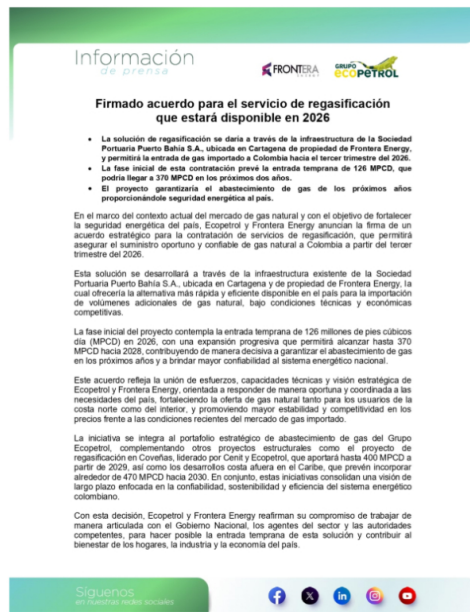 Información
de prensa
FRONTERA
ENERGY
GRUPO
ECOPETROL
Firmado acuerdo para el servicio de regasificación
que estará disponible en 2026
• La solución de regasificación se daría a través de la infraestructura de la Sociedad
Portuaria Puerto Bahía S.A., ubicada en Cartagena de propiedad de Frontera Energy,
y permitirá la entrada de gas importado a Colombia hacia el tercer trimestre del 2026.
• La fase inicial de esta contratación prevé la entrada temprana de 126 MPCD, que
podría llegar a 370 MPCD en los próximos dos años.
• El proyecto garantizaría el abastecimiento de gas de los próximos años
proporcionándole seguridad energética al país.
En el marco del contexto actual del mercado de gas natural y con el objetivo de fortalecer
la seguridad energética del país, Ecopetrol y Frontera Energy anuncian la firma de un
acuerdo estratégico para la contratación de servicios de regasificación, que permitirá
asegurar el suministro oportuno y confiable de gas natural a Colombia a partir del tercer
trimestre del 2026.
Esta solución se desarrollará a través de la infraestructura existente de la Sociedad
Portuaria Puerto Bahía S.A., ubicada en Cartagena y de propiedad de Frontera Energy, la
cual ofrecería la alternativa más rápida y eficiente disponible en el país para la importación
de volúmenes adicionales de gas natural, bajo condiciones técnicas y económicas
competitivas.
La fase inicial del proyecto contempla la entrada temprana de 126 millones de pies cúbicos
día (MPCD) en 2026, con una expansión progresiva que permitirá alcanzar hasta 370
MPCD hacia 2028, contribuyendo de manera decisiva a garantizar el abastecimiento de gas
en los próximos años y a brindar mayor confiabilidad al sistema energético nacional.
Este acuerdo refleja la unión de esfuerzos, capacidades técnicas y visión estratégica de
Ecopetrol y Frontera Energy, orientada a responder de manera oportuna y coordinada a las
necesidades del país, fortaleciendo la oferta de gas natural tanto para los usuarios de la
costa norte como del interior, y promoviendo mayor estabilidad y competitividad en los
precios frente a las condiciones recientes del mercado de gas importado.
La iniciativa se integra al portafolio estratégico de abastecimiento de gas del Grupo
Ecopetrol, complementando otros proyectos estructurales como el proyecto de
regasificación en Coveñas, liderado por Cenit y Ecopetrol, que aportará hasta 400 MPCD a
partir de 2029, así como los desarrollos costa afuera en el Caribe, que prevén incorporar
alrededor de 470 MPCD hacia 2030. En conjunto, estas iniciativas consolidan una visión de
largo plazo enfocada en la confiabilidad, sostenibilidad y eficiencia del sistema energético
colombiano.
Con esta decisión, Ecopetrol y Frontera Energy reafirman su compromiso de trabajar de
manera articulada con el Gobierno Nacional, los agentes del sector y las autoridades
competentes, para hacer posible la entrada temprana de esta solución y contribuir al
bienestar de los hogares, la industria y la economía del país.
Síguenos
en nuestras redes sociales